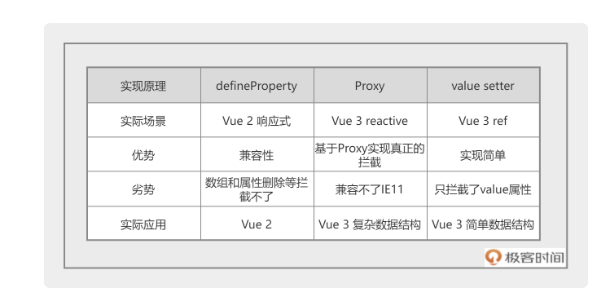 实现原理 defineProperty Proxy value setter
实际场景 Vue 2 响应式 Vue 3 reactive Vue 3 ref
优势 兼容性 基于Proxy实现真正的
拦截 实现简单
劣势 数组和属性删除等拦
截不了 兼容不了IE11 只拦截了value属性
实际应用 Vue 2 Vue 3 复杂数据结构 Vue 3 简单数据结构
极客时间